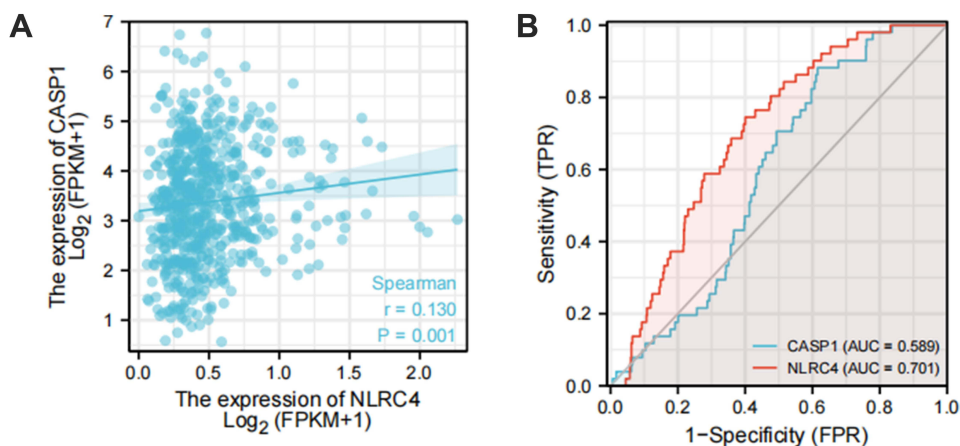 A
The expression of CASP1
Log2 (FPKM+1)
7
6
5
4
3
2
1
Spearman
r = 0.130
P = 0.001
0.0 0.5 1.0 1.5 2.0
The expression of NLRC4
Log2 (FPKM+1)
B
Sensitivity (TPR)
1.0
0.8
0.6
0.4
0.2
0.0
CASP1 (AUC = 0.589)
NLRC4 (AUC = 0.701)
0.0 0.2 0.4 0.6 0.8 1.0
1−Specificity (FPR)